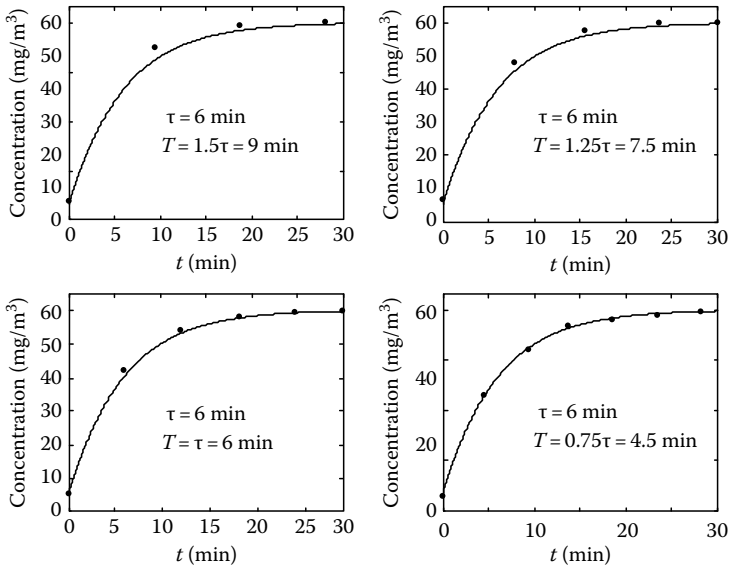 Concentration (mg/m³)
60
50
40
30
20
10
0
τ = 6 min
T = 1.5τ = 9 min
0 5 10 15 20 25 30
t (min)
Concentration (mg/m³)
60
50
40
30
20
10
0
τ = 6 min
T = 1.25τ = 7.5 min
0 5 10 15 20 25 30
t (min)
Concentration (mg/m³)
60
50
40
30
20
10
0
τ = 6 min
T = τ = 6 min
0 5 10 15 20 25 30
t (min)
Concentration (mg/m³)
60
40
20
0
τ = 6 min
T = 0.75τ = 4.5 min
0 10 20 30
t (min)